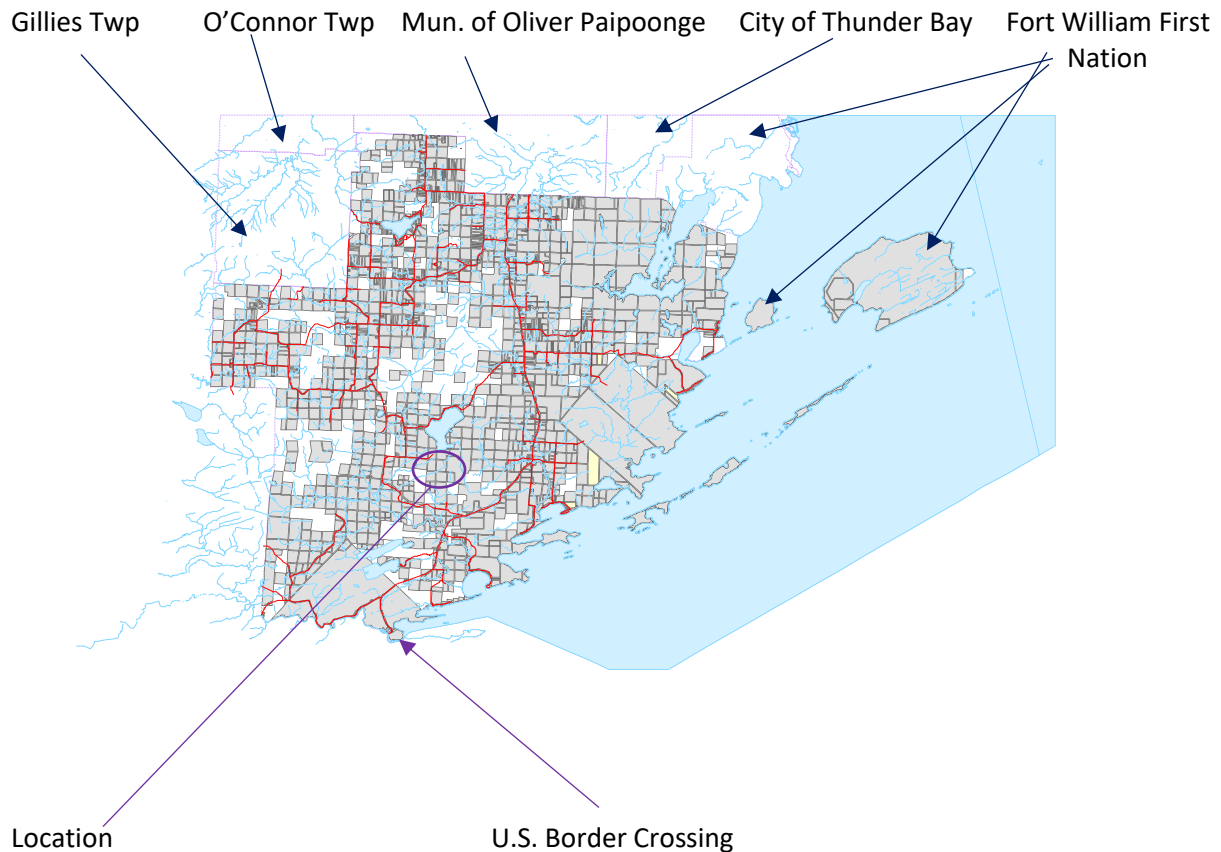 Gillies Twp
O’Connor Twp
Mun. of Oliver Paipoonge
City of Thunder Bay
Fort William First
Nation
Location
U.S. Border Crossing